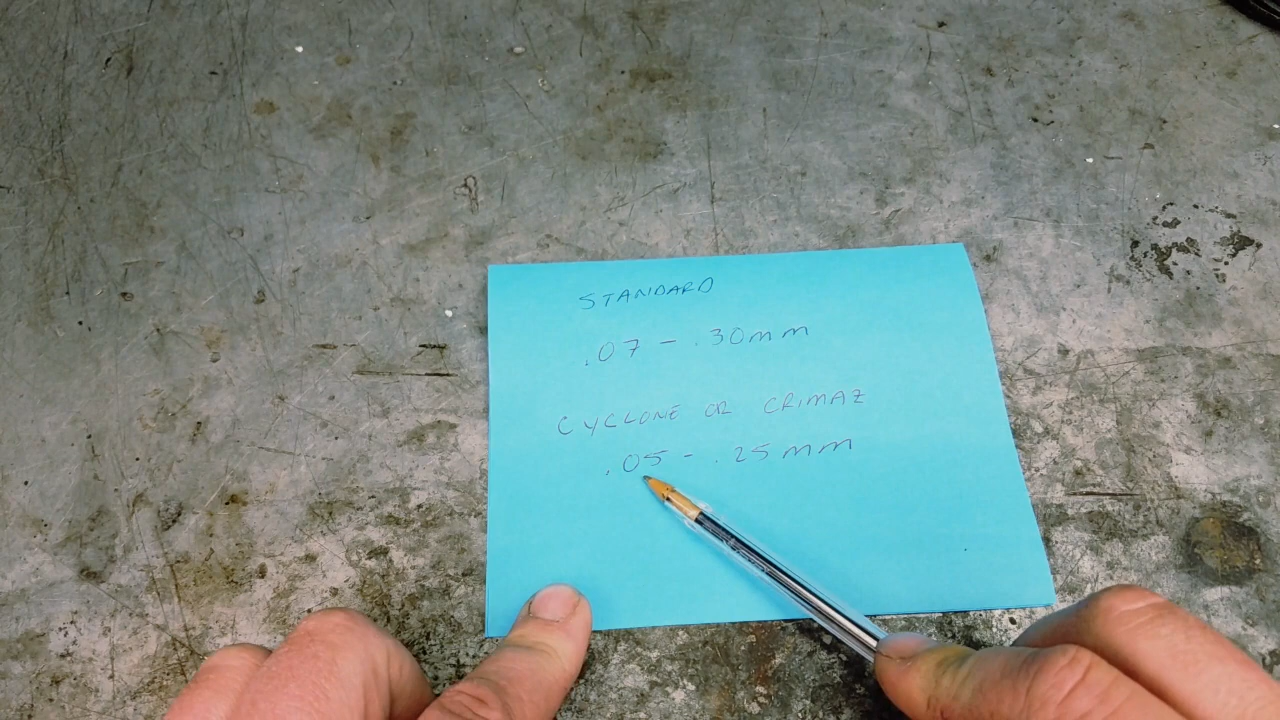 STANDARD
.07 - .30mm
CYCLONE OR CRIMAZ
.05 - .25mm